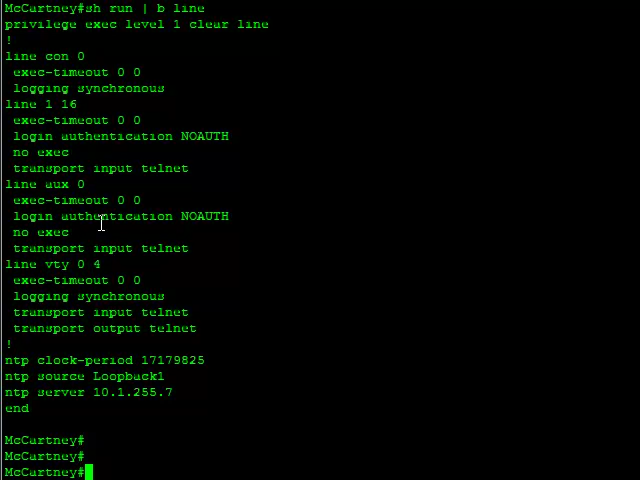 McCartney#sh run | b line
privilege exec level 1 clear line
!
line con 0
 exec-timeout 0 0
 logging synchronous
line 1 16
 exec-timeout 0 0
 login authentication NOAUTH
 no exec
 transport input telnet
line aux 0
 exec-timeout 0 0
 login authentication NOAUTH
 no exec
 transport input telnet
line vty 0 4
 exec-timeout 0 0
 logging synchronous
 transport input telnet
 transport output telnet
!
ntp clock-period 17179825
ntp source Loopback1
ntp server 10.1.255.7
end

McCartney#
McCartney#
McCartney#